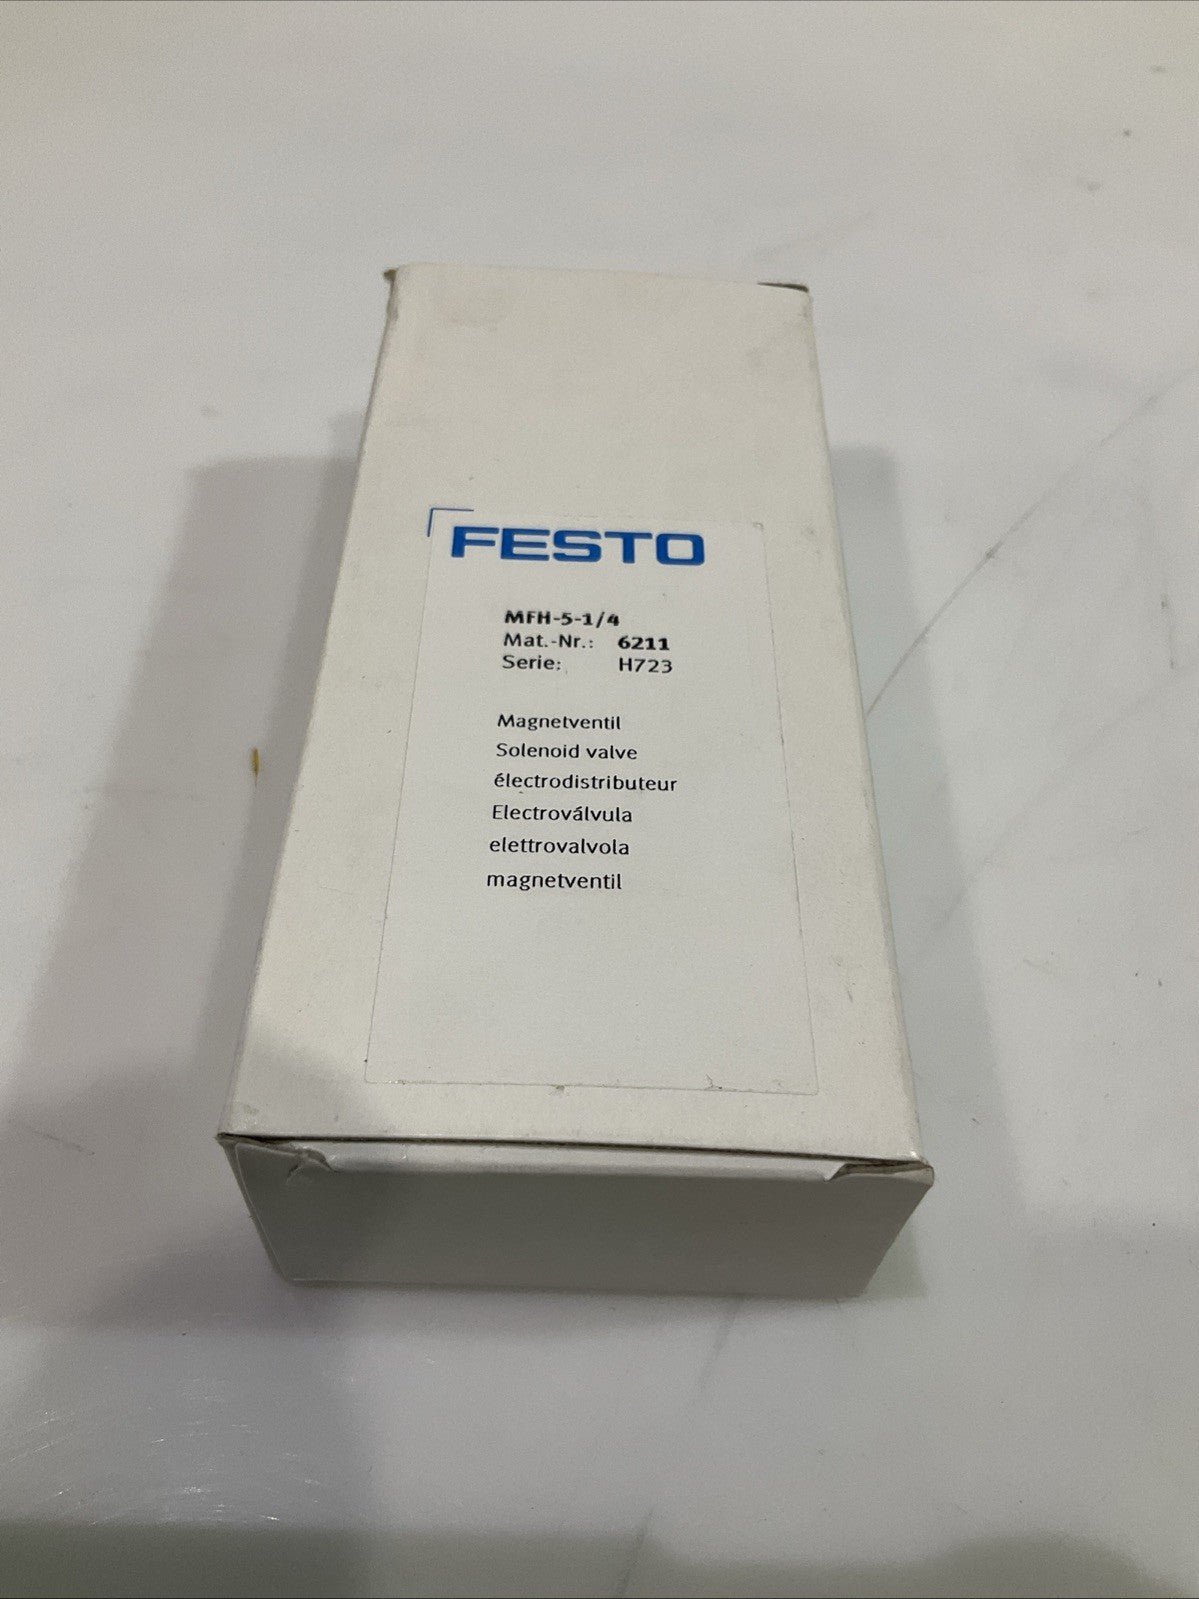 FESTO
MFH-5-1/4
Mat.-Nr.: 6211
Serie: H723
Magnetventil
Solenoid valve
électrodistributeur
Electroválvula
elettrovalvola
magnetventil